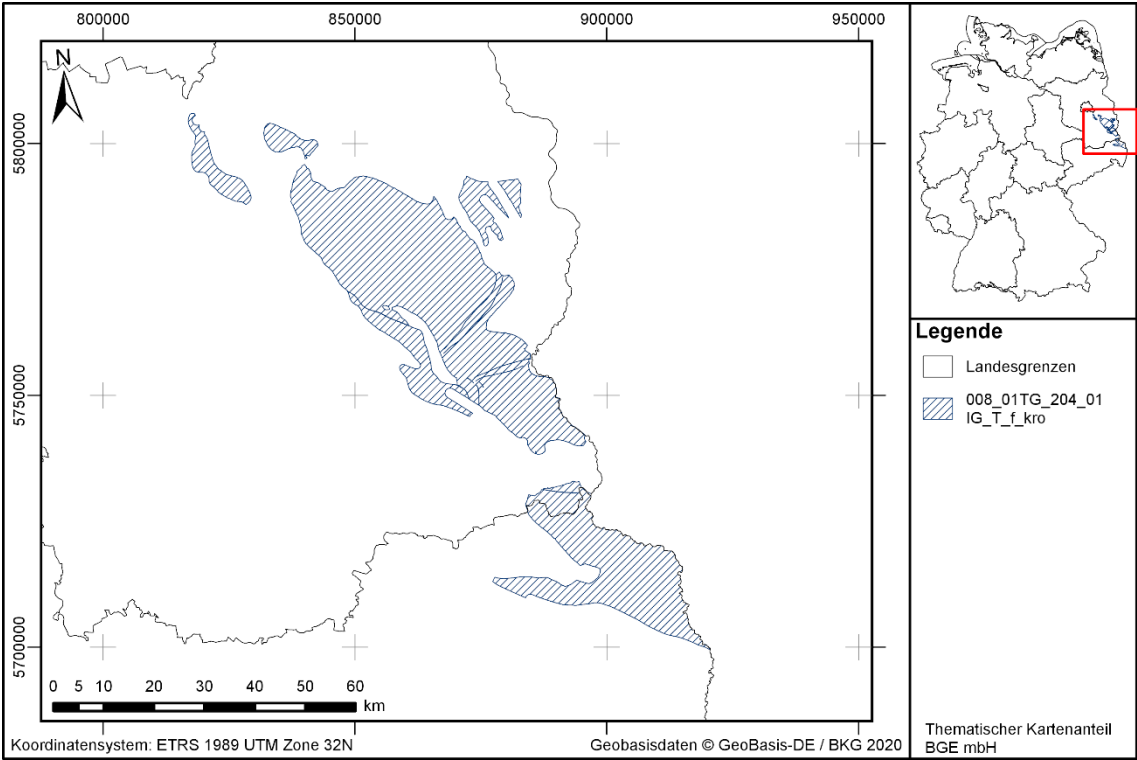 800000
850000
900000
950000
N
5800000
5750000
5700000
0 5 10 20 30 40 50 60
km
Koordinatensystem: ETRS 1989 UTM Zone 32N
Geobasisdaten © GeoBasis-DE / BKG 2020
Legende
Landesgrenzen
008_01TG_204_01
IG_T_f_kro
Thematischer Kartenanteil
BGE mbH